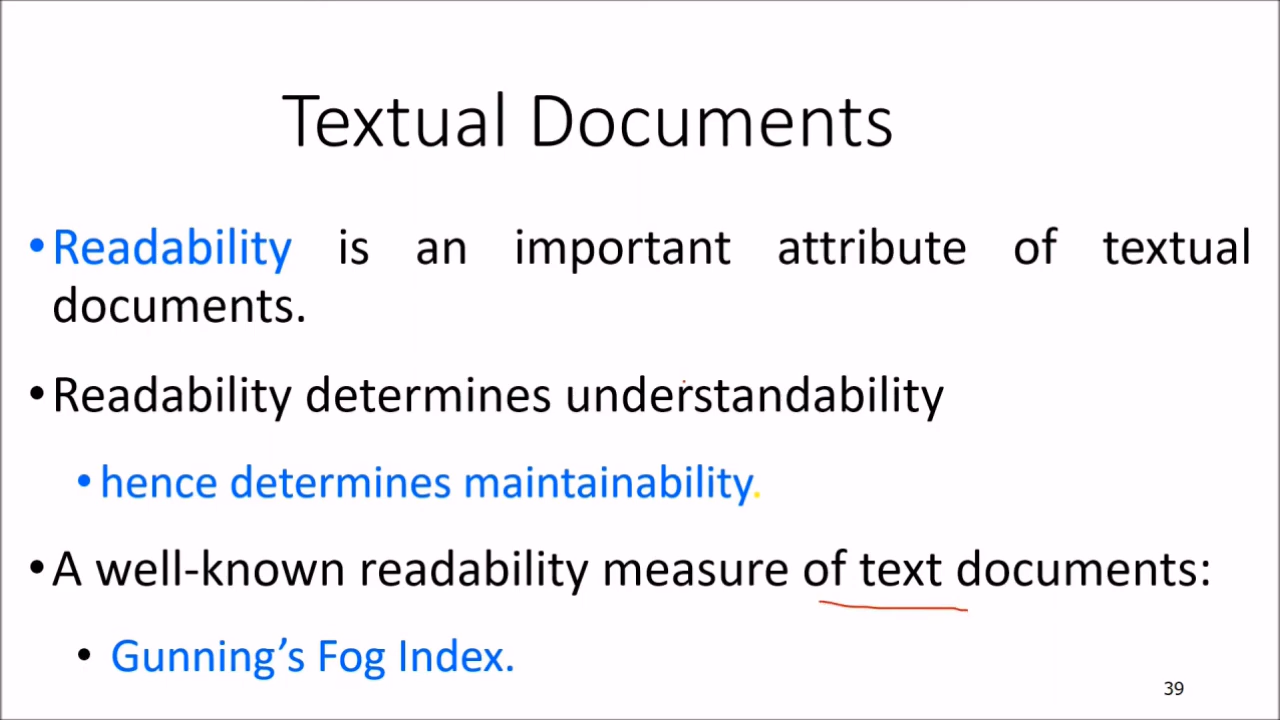 Textual Documents
•Readability is an important attribute of textual
documents.
•Readability determines understandability
•hence determines maintainability.
•A well-known readability measure of text documents:
• Gunning’s Fog Index.
39